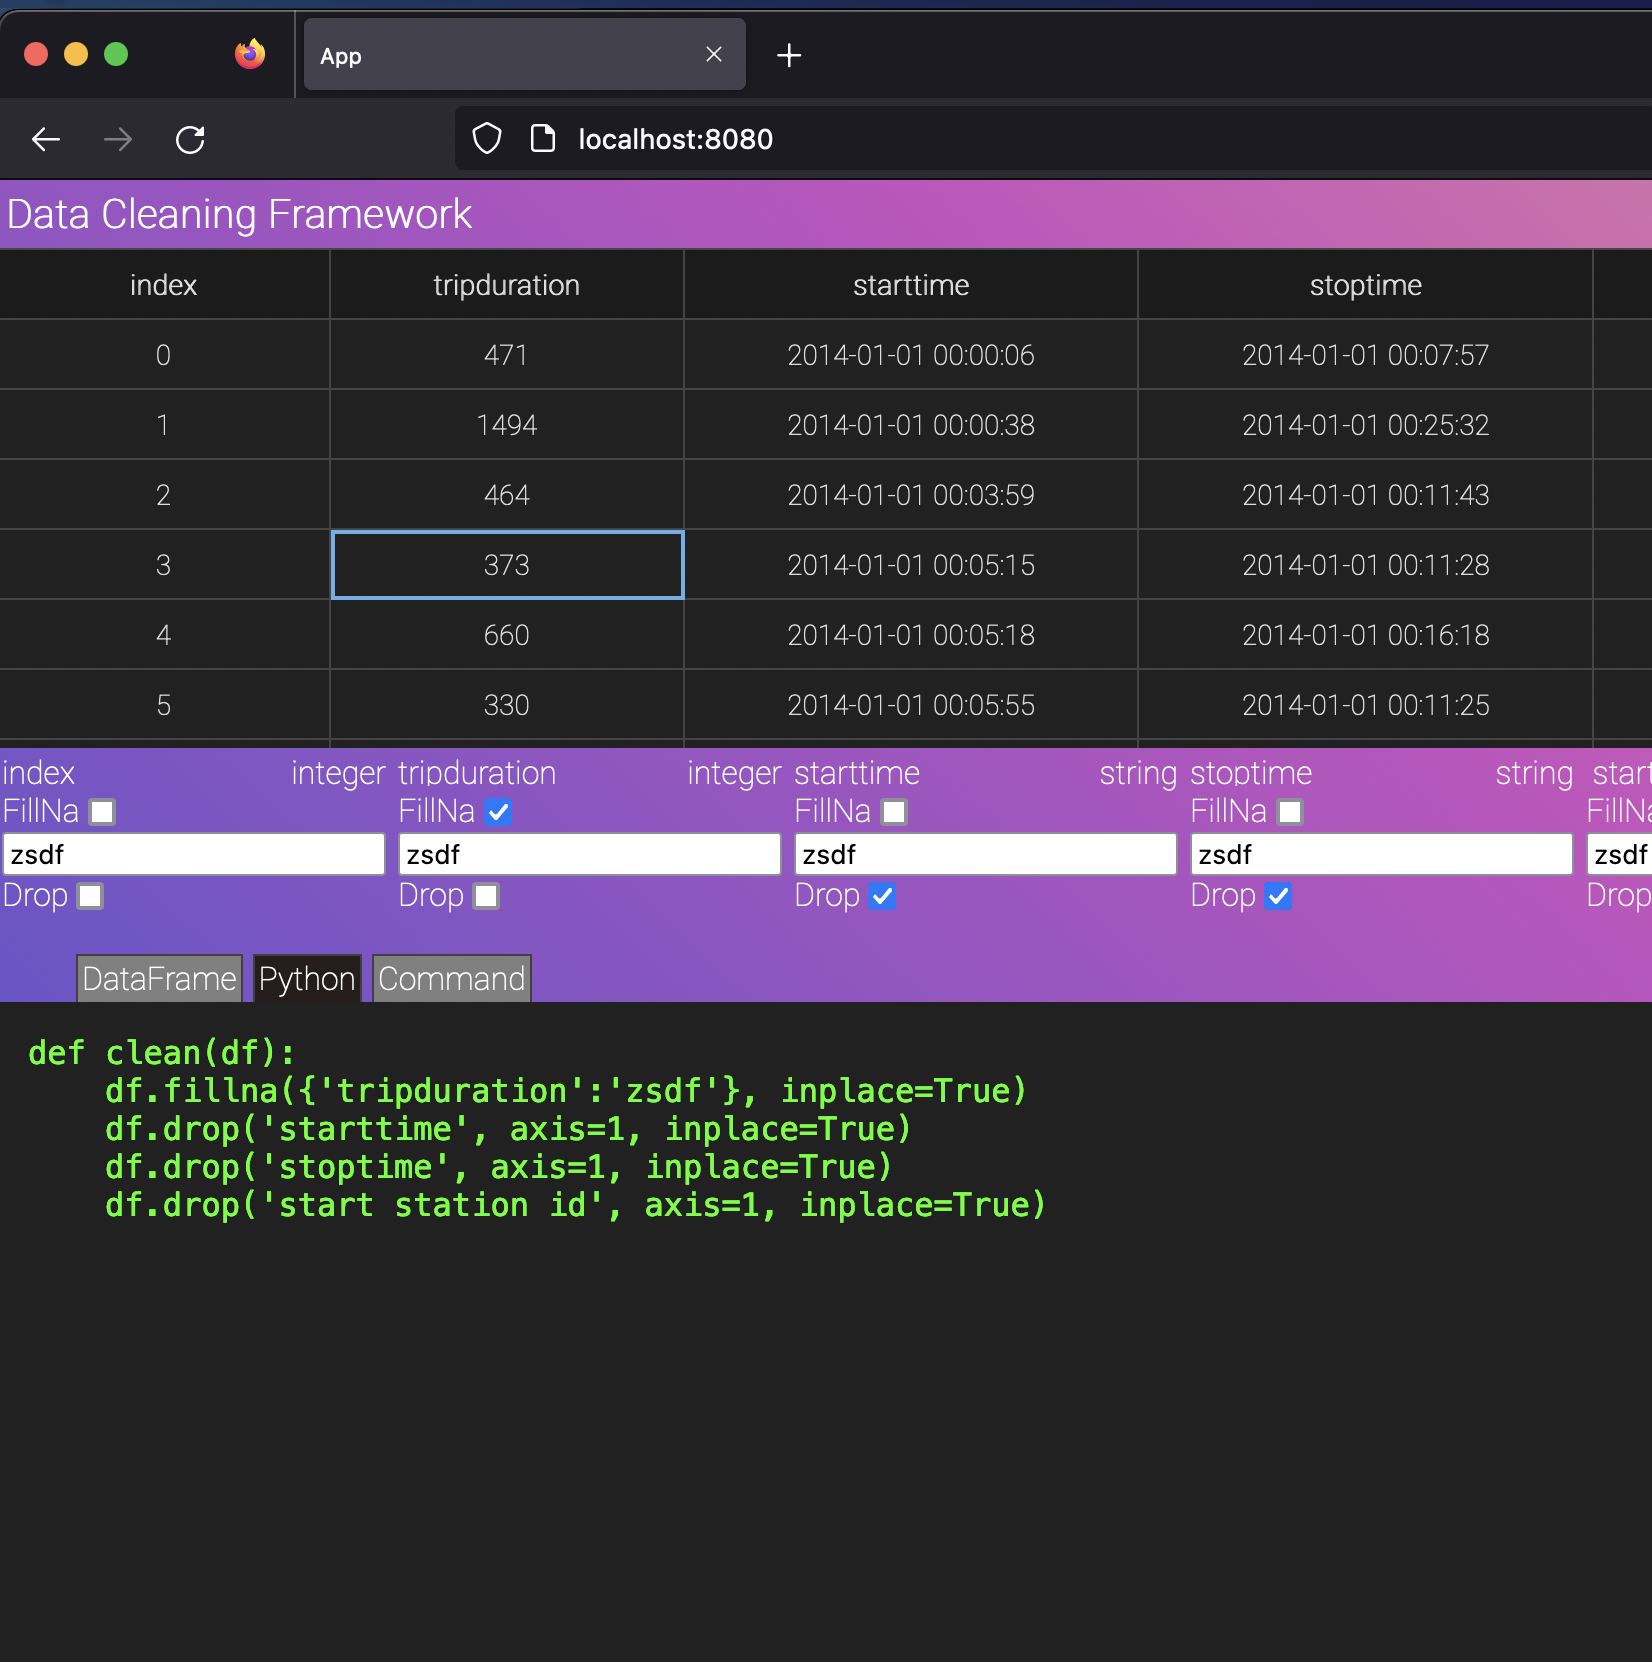 App
localhost:8080
Data Cleaning Framework
index tripduration starttime stoptime
0 471 2014-01-01 00:00:06 2014-01-01 00:07:57
1 1494 2014-01-01 00:00:38 2014-01-01 00:25:32
2 464 2014-01-01 00:03:59 2014-01-01 00:11:43
3 373 2014-01-01 00:05:15 2014-01-01 00:11:28
4 660 2014-01-01 00:05:18 2014-01-01 00:16:18
5 330 2014-01-01 00:05:55 2014-01-01 00:11:25
index integer tripduration integer starttime string stoptime string start
FillNa FillNa FillNa FillNa FillNa
zsdf zsdf zsdf zsdf zsdf
Drop Drop Drop Drop Drop
DataFrame Python Command
def clean(df):
    df.fillna({'tripduration':'zsdf'}, inplace=True)
    df.drop('starttime', axis=1, inplace=True)
    df.drop('stoptime', axis=1, inplace=True)
    df.drop('start station id', axis=1, inplace=True)